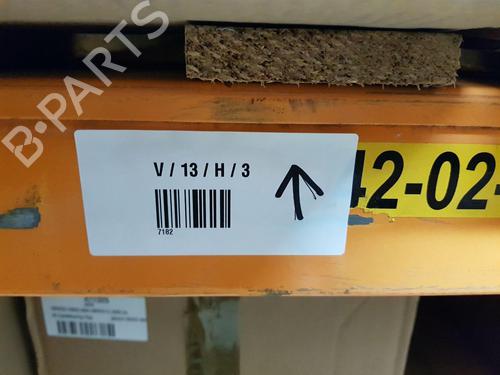 B-PARTS
V / 13 / H / 3
7182
42-02-